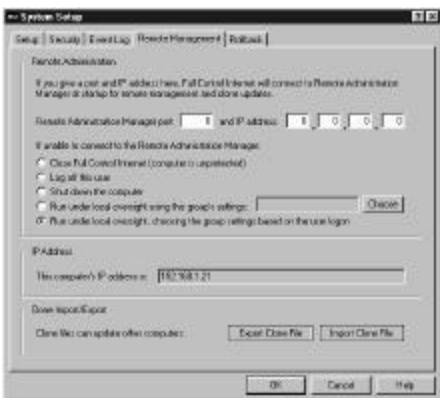 System Setup
Setup Security Event Log Remote Management Rollback
Remote Administration
If you give a port and IP address here, Full Control Internet will connect to Remote Administration
Manager at startup for remote management and clone updates.
Remote Administration Manager port: 0 and IP address: 0 . 0 . 0 . 0
If unable to connect to the Remote Administration Manager:
Close Full Control Internet (computer is unprotected)
Log off this user
Shut down the computer
Run under local oversight using the group's settings: Choose
Run under local oversight, choosing the group settings based on the user logon
IP Address
This computer's IP address is: 192.168.1.21
Clone Import/Export
Clone files can update other computers: Export Clone File Import Clone File
OK Cancel Help